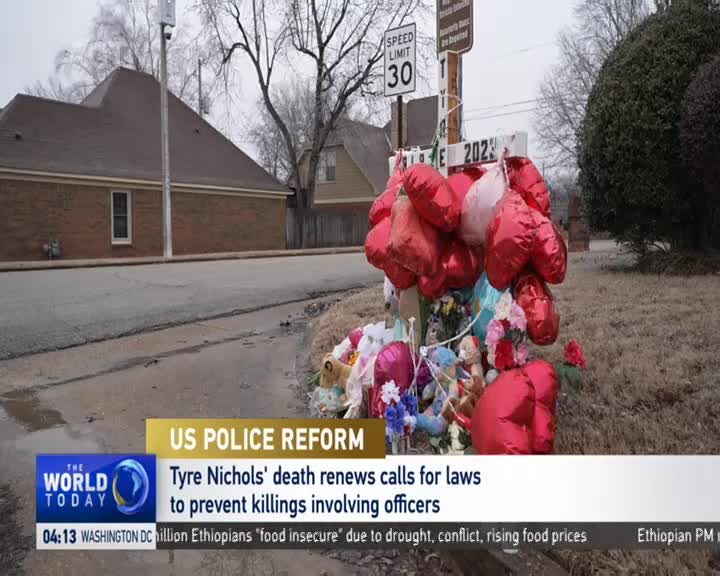 SPEED
LIMIT
30
TYRE
2023
US POLICE REFORM
THE
WORLD
TODAY
Tyre Nichols' death renews calls for laws
to prevent killings involving officers
04:13 WASHINGTON DC
million Ethiopians "food insecure" due to drought, conflict, rising food prices
Ethiopian PM